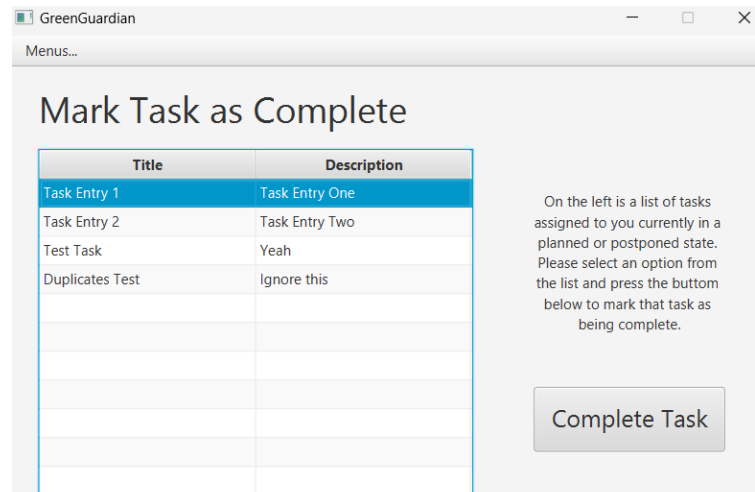 GreenGuardian
Menus...
Mark Task as Complete
Title Description
Task Entry 1 Task Entry One
Task Entry 2 Task Entry Two
Test Task Yeah
Duplicates Test Ignore this
On the left is a list of tasks
assigned to you currently in a
planned or postponed state.
Please select an option from
the list and press the buttom
below to mark that task as
being complete.
Complete Task